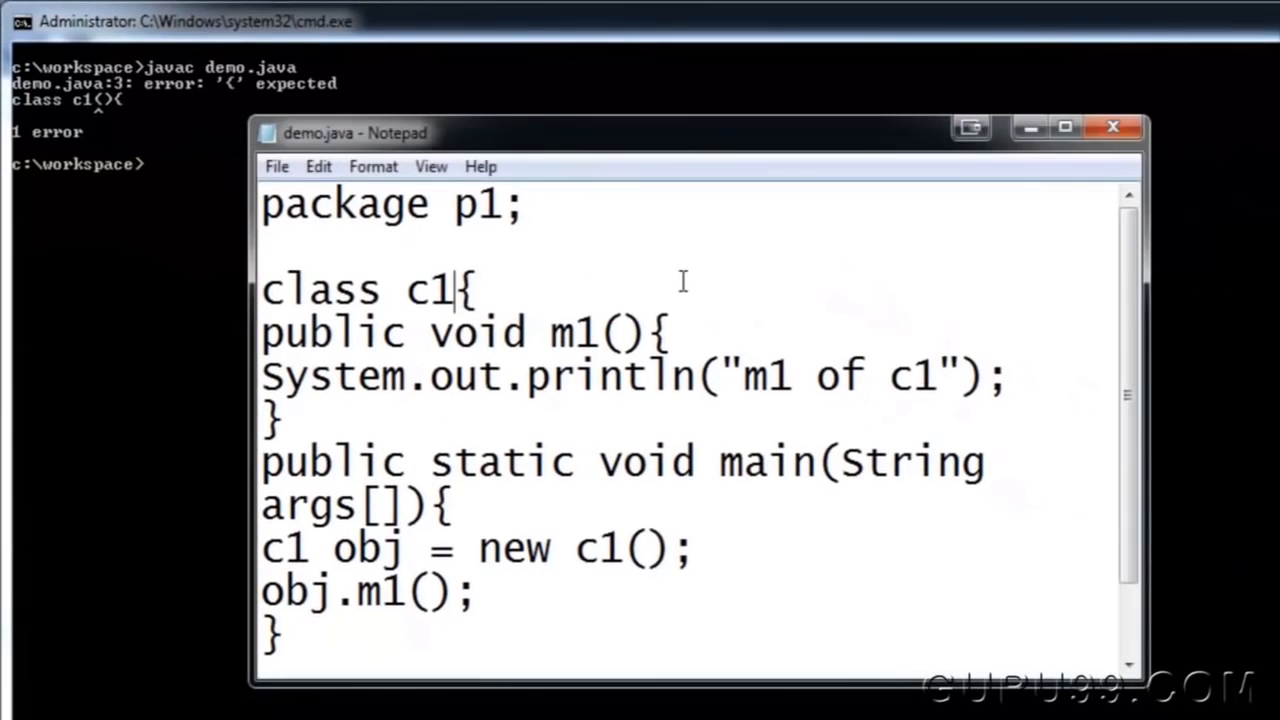 Administrator: C:\Windows\system32\cmd.exe
c:\workspace>javac demo.java
demo.java:3: error: '{' expected
class c1(){
^
1 error
c:\workspace>
demo.java - Notepad
File Edit Format View Help
package p1;
class c1{
public void m1(){
System.out.println("m1 of c1");
}
public static void main(String
args[]){
c1 obj = new c1();
obj.m1();
}
GURU99.COM